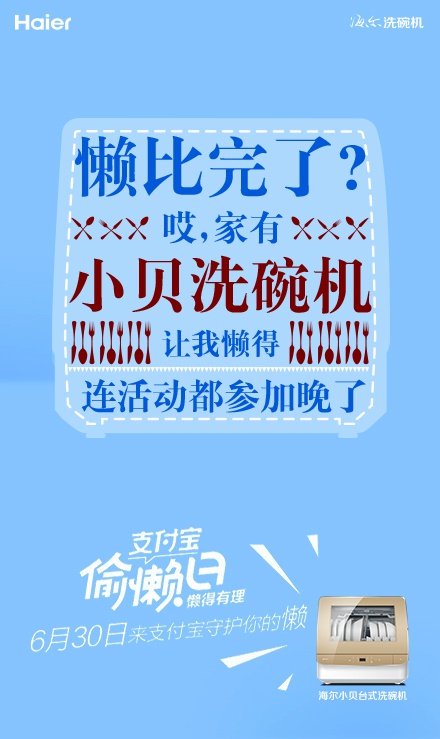 Haier
海尔洗碗机
懒比完了?
哎,家有
小贝洗碗机
让我懒得
连活动都参加晚了
支付宝
偷懒日
懒得有理
6月30日来支付宝守护你的懒
海尔小贝台式洗碗机